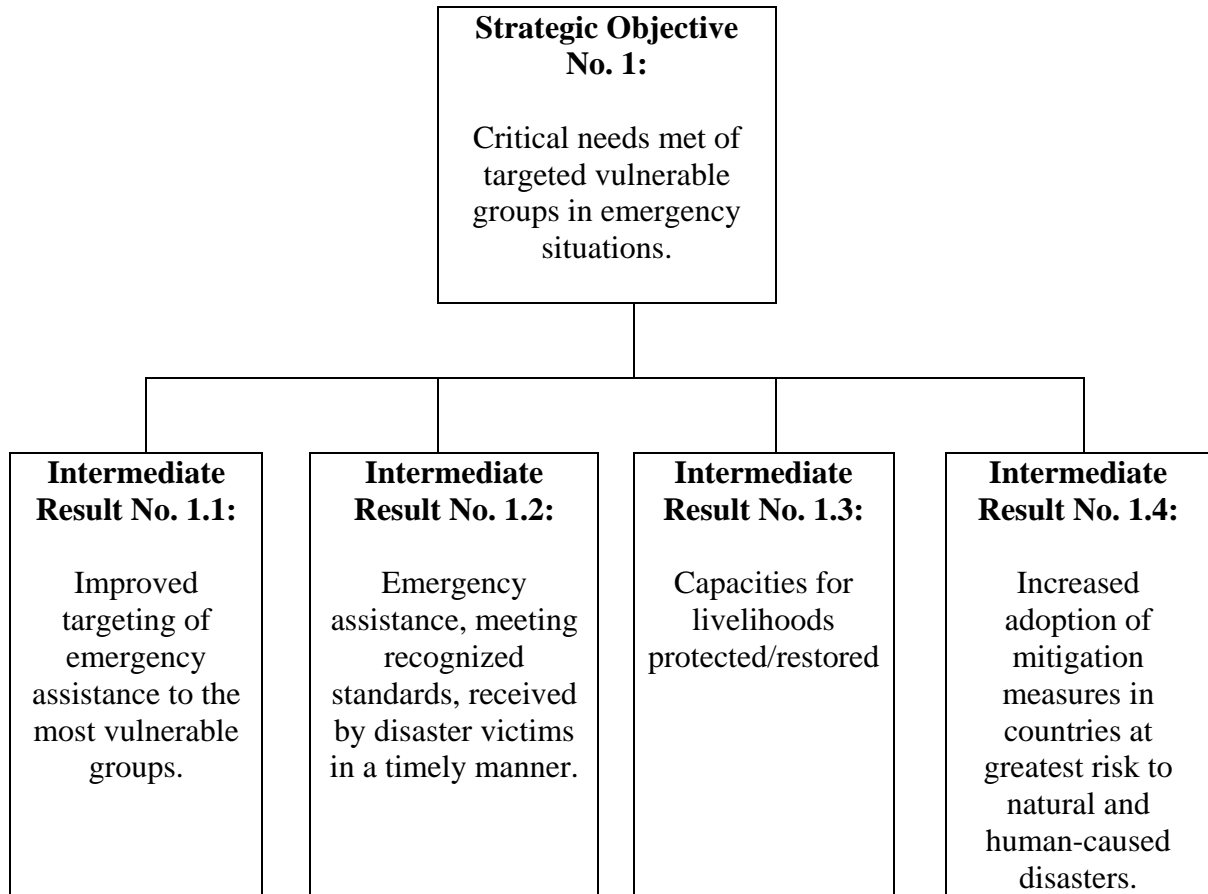 Strategic Objective
No. 1:
Critical needs met of
targeted vulnerable
groups in emergency
situations.
Intermediate
Result No. 1.1:
Improved
targeting of
emergency
assistance to the
most vulnerable
groups.
Intermediate
Result No. 1.2:
Emergency
assistance, meeting
recognized
standards, received
by disaster victims
in a timely manner.
Intermediate
Result No. 1.3:
Capacities for
livelihoods
protected/restored
Intermediate
Result No. 1.4:
Increased
adoption of
mitigation
measures in
countries at
greatest risk to
natural and
human-caused
disasters.